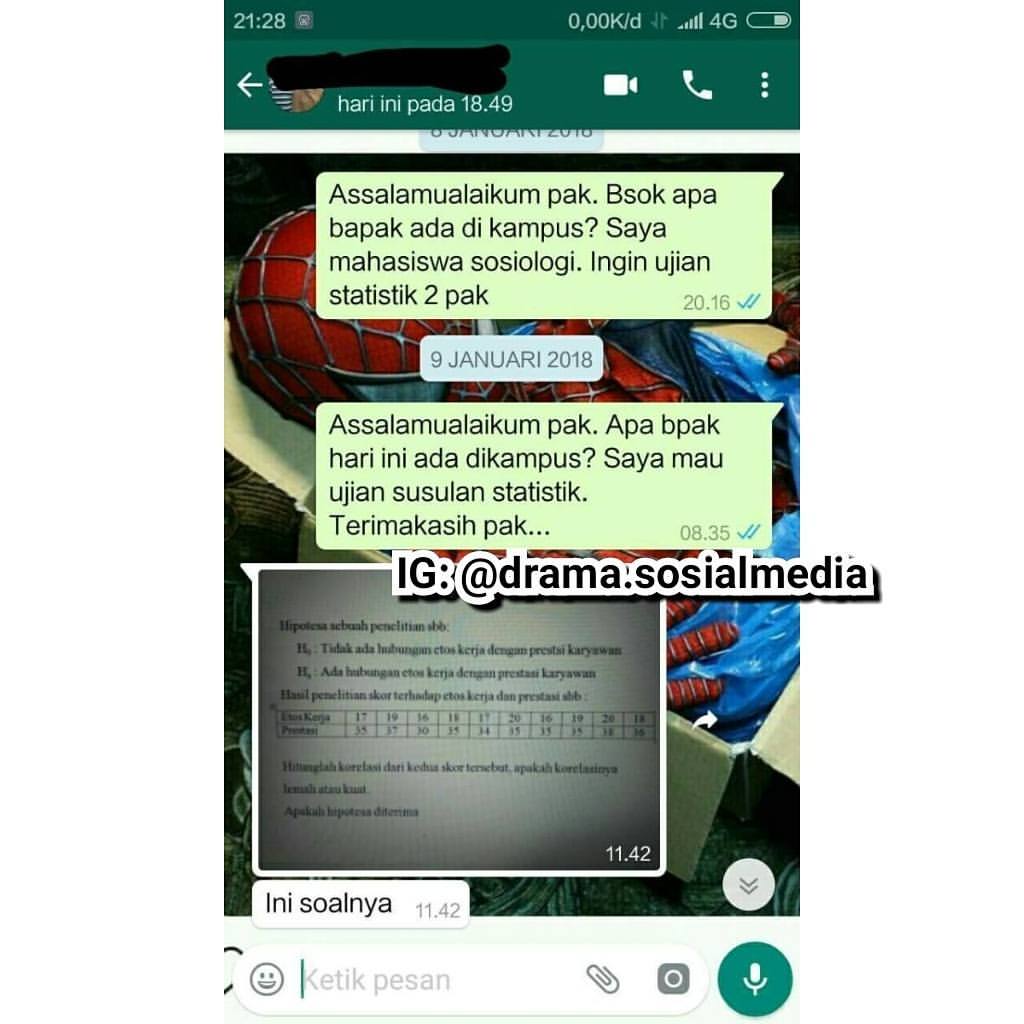 21:28
0,00K/d
4G
hari ini pada 18.49
8 JANUARI 2018
Assalamualaikum pak. Bsok apa
bapak ada di kampus? Saya
mahasiswa sosiologi. Ingin ujian
statistik 2 pak
20.16
9 JANUARI 2018
Assalamualaikum pak. Apa bpak
hari ini ada dikampus? Saya mau
ujian susulan statistik.
Terimakasih pak...
08.35
IG: @drama.sosialmedia
Hipotesa sebuah penelitian sbb:
: Tidak ada hubungan etos kerja dengan prestsi karyawan
: Ada hubungan etos kerja dengan prestasi karyawan
Hasil penelitian skor terhadap etos kerja dan prestasi sbb :
Etos Kerja 17 19 16 18 17 20 16 19 20 18
Prestasi 35 37 30 35 34 35 35 38 36
Hitunglah korelasi dari kedua skor tersebut, apakah korelasinya
lemah atau kuat.
Apakah hipotesa diterima
11.42
Ini soalnya
11.42
Ketik pesan